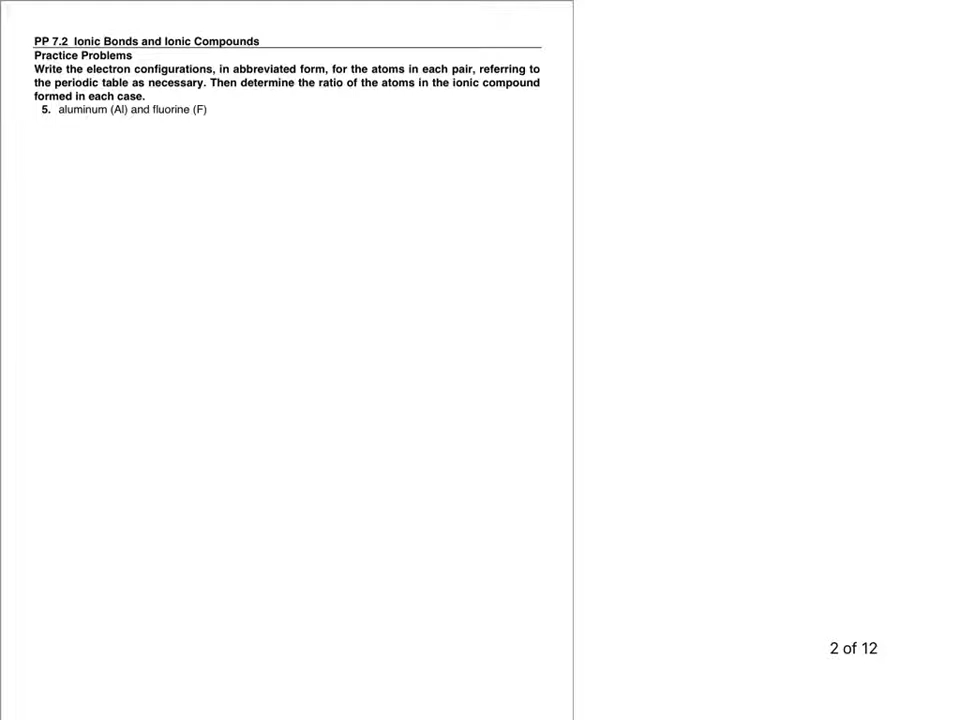 PP 7.2 Ionic Bonds and Ionic Compounds
Practice Problems
Write the electron configurations, in abbreviated form, for the atoms in each pair, referring to
the periodic table as necessary. Then determine the ratio of the atoms in the ionic compound
formed in each case.
5. aluminum (Al) and fluorine (F)
2 of 12